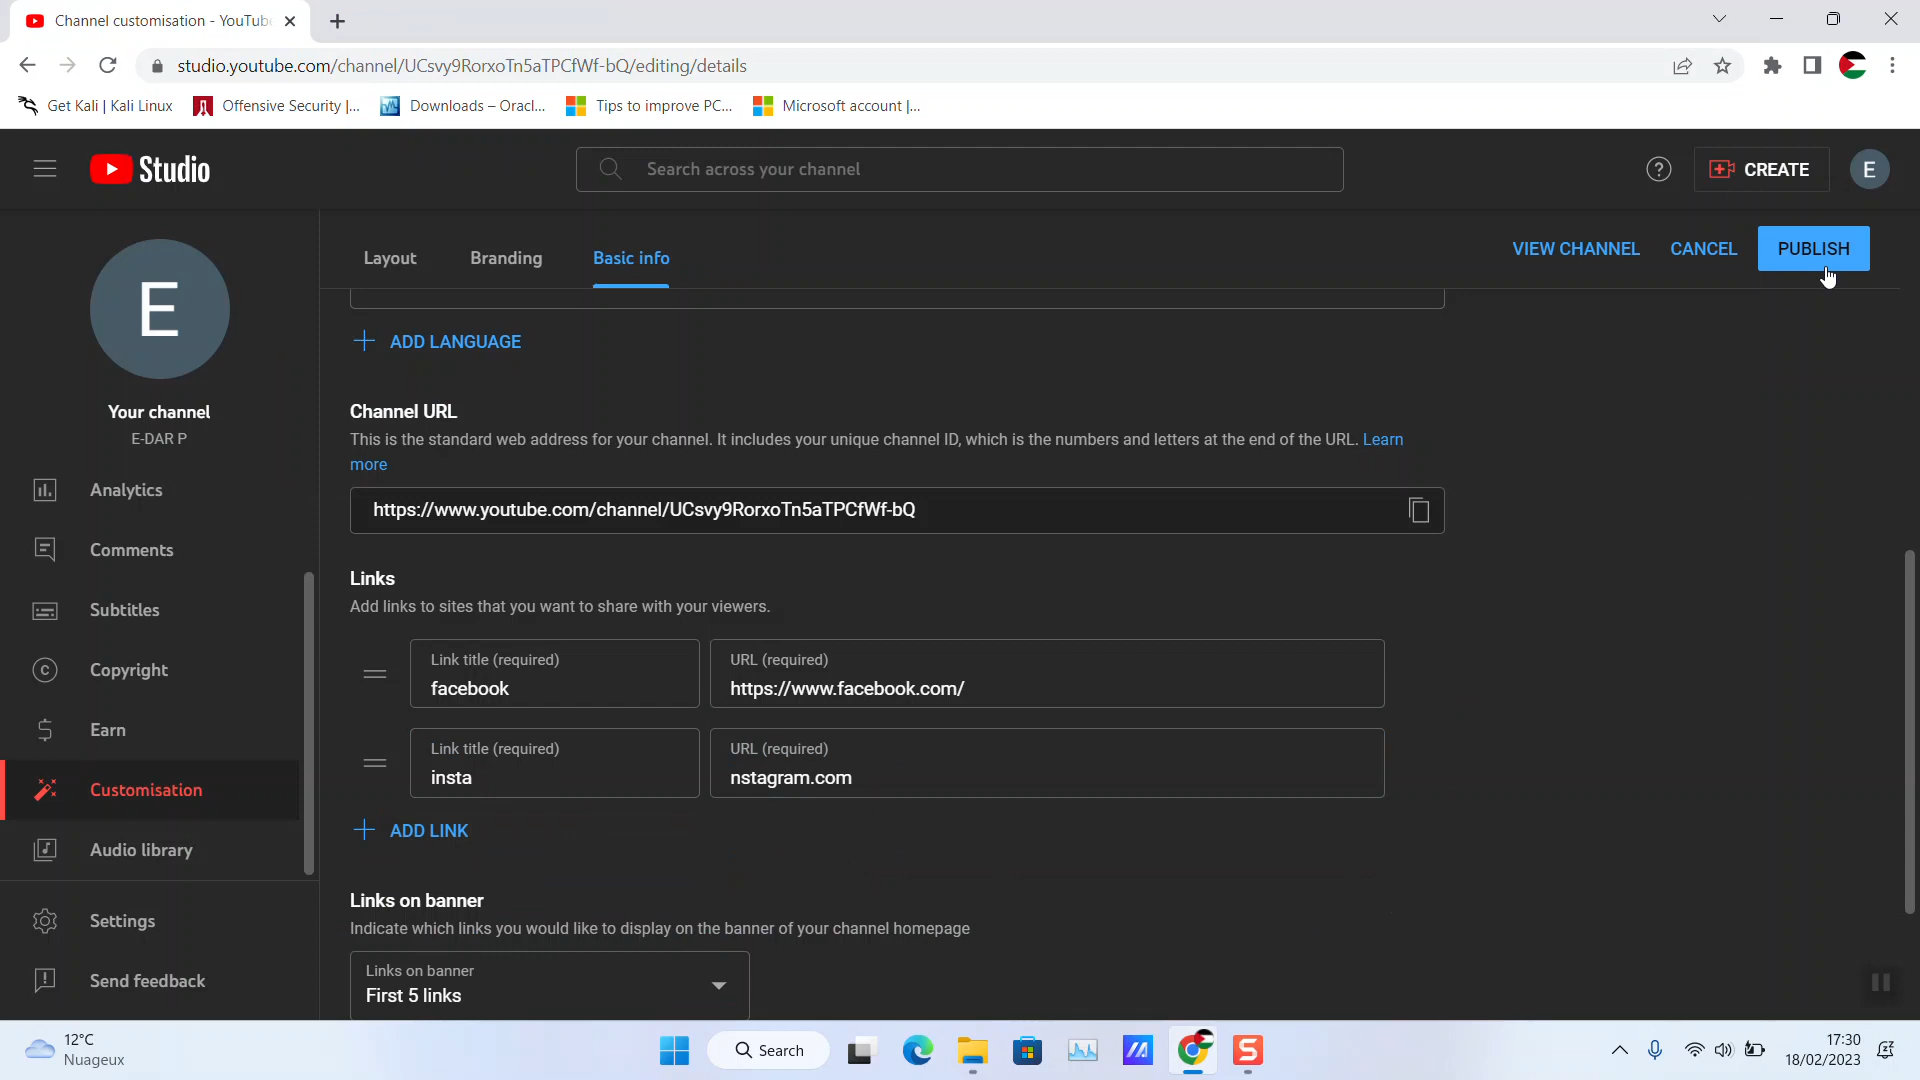 Channel customisation - YouTub
studio.youtube.com/channel/UCsvy9RorxoTn5aTPCfWf-bQ/editing/details
Get Kali | Kali Linux
Offensive Security |...
Downloads – Oracl...
Tips to improve PC...
Microsoft account |...
Studio
Search across your channel
CREATE
E
E
Your channel
E-DAR P
Analytics
Comments
Subtitles
Copyright
Earn
Customisation
Audio library
Settings
Send feedback
Layout
Branding
Basic info
VIEW CHANNEL
CANCEL
PUBLISH
ADD LANGUAGE
Channel URL
This is the standard web address for your channel. It includes your unique channel ID, which is the numbers and letters at the end of the URL. Learn
more
https://www.youtube.com/channel/UCsvy9RorxoTn5aTPCfWf-bQ
Links
Add links to sites that you want to share with your viewers.
Link title (required)
facebook
URL (required)
https://www.facebook.com/
Link title (required)
insta
URL (required)
nstagram.com
ADD LINK
Links on banner
Indicate which links you would like to display on the banner of your channel homepage
Links on banner
First 5 links
12°C
Nuageux
Search
17:30
18/02/2023